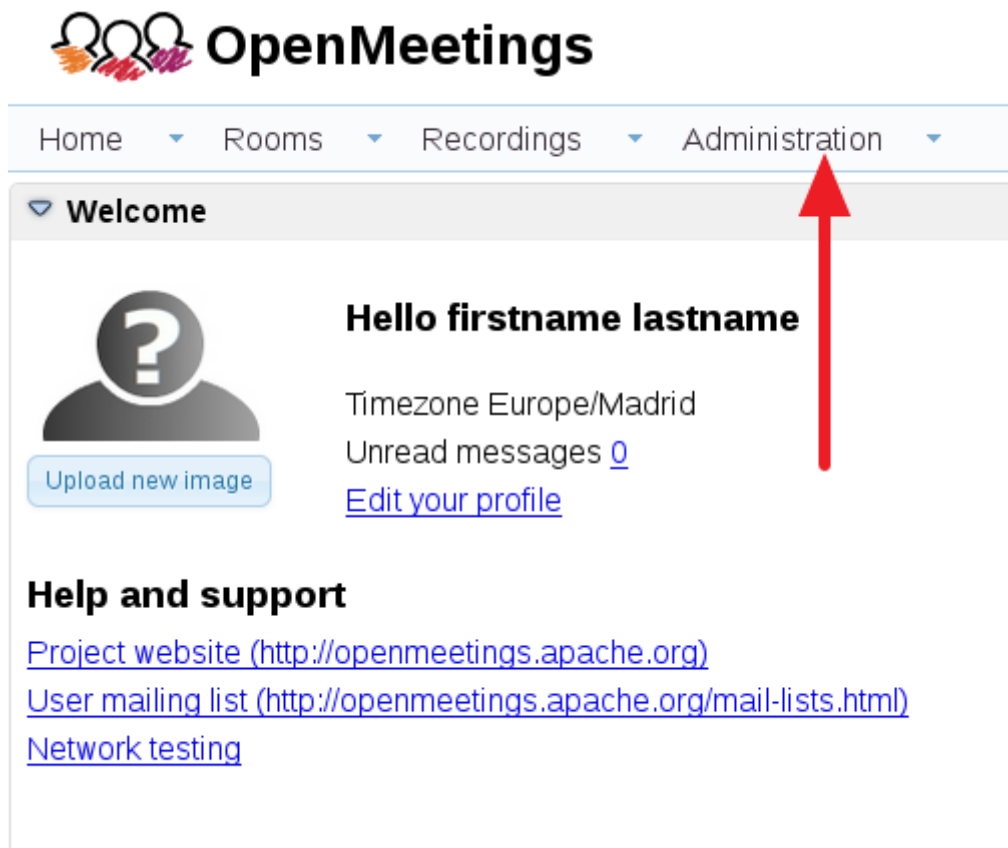 OpenMeetings
Home Rooms Recordings Administration
Welcome
?
Hello firstname lastname
Timezone Europe/Madrid
Unread messages 0
Edit your profile
Upload new image
Help and support
Project website (http://openmeetings.apache.org)
User mailing list (http://openmeetings.apache.org/mail-lists.html)
Network testing